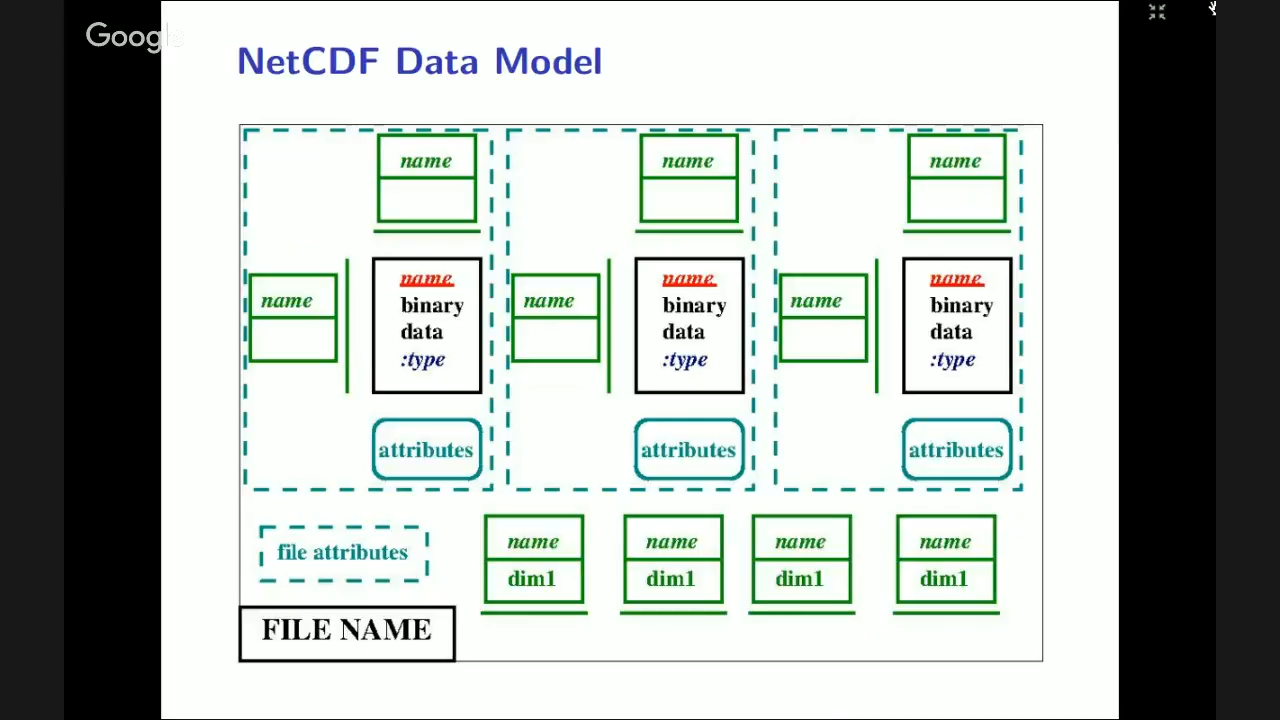 Google
NetCDF Data Model
name
name
name
name
name
binary
data
:type
name
name
binary
data
:type
name
name
binary
data
:type
attributes
attributes
attributes
file attributes
name
dim1
name
dim1
name
dim1
name
dim1
FILE NAME